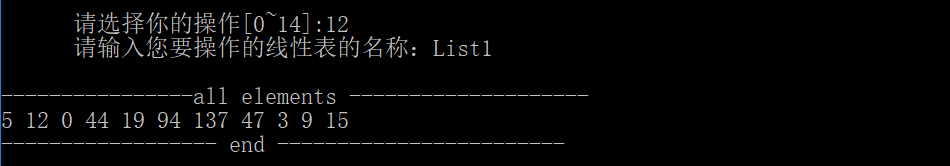 请选择你的操作[0~14]:12
请输入您要操作的线性表的名称：List1
----------------all elements --------------------
5 12 0 44 19 94 137 47 3 9 15
------------------ end ------------------------